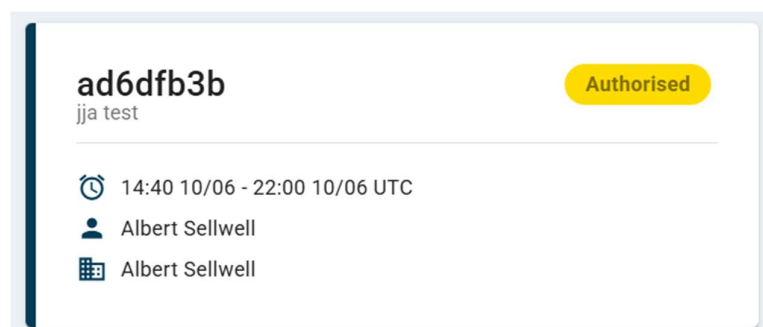 ad6dfb3b
Authorised
jja test
14:40 10/06 - 22:00 10/06 UTC
Albert Sellwell
Albert Sellwell